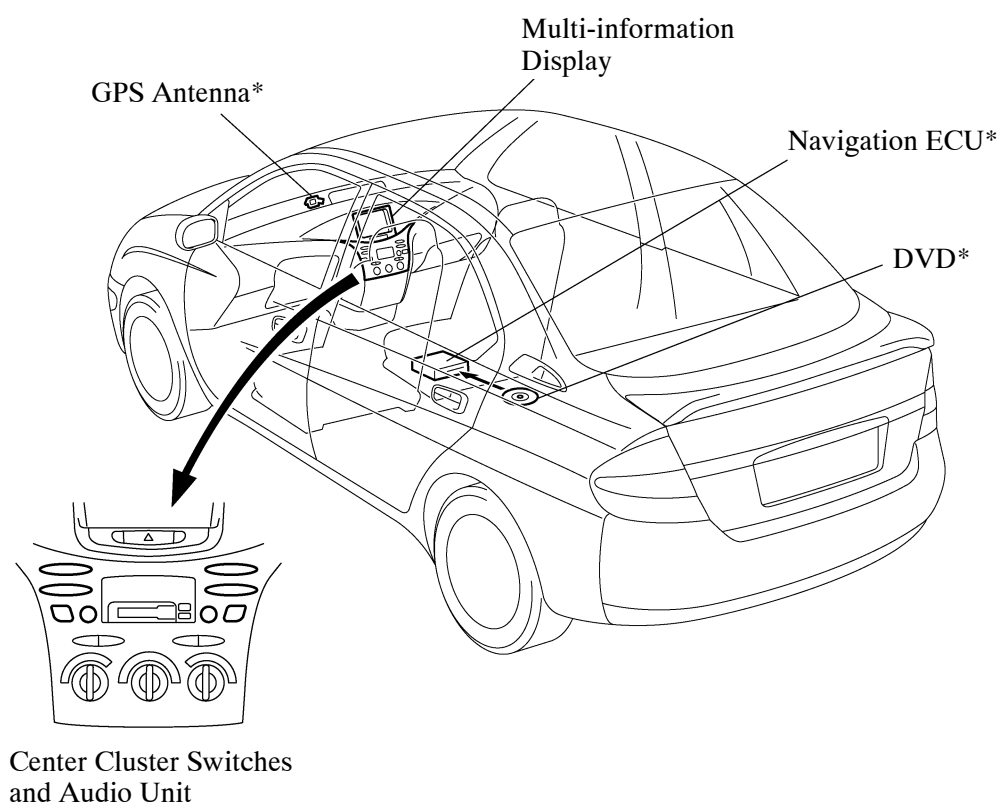 Multi-information
Display
GPS Antenna*
Navigation ECU*
DVD*
Center Cluster Switches
and Audio Unit